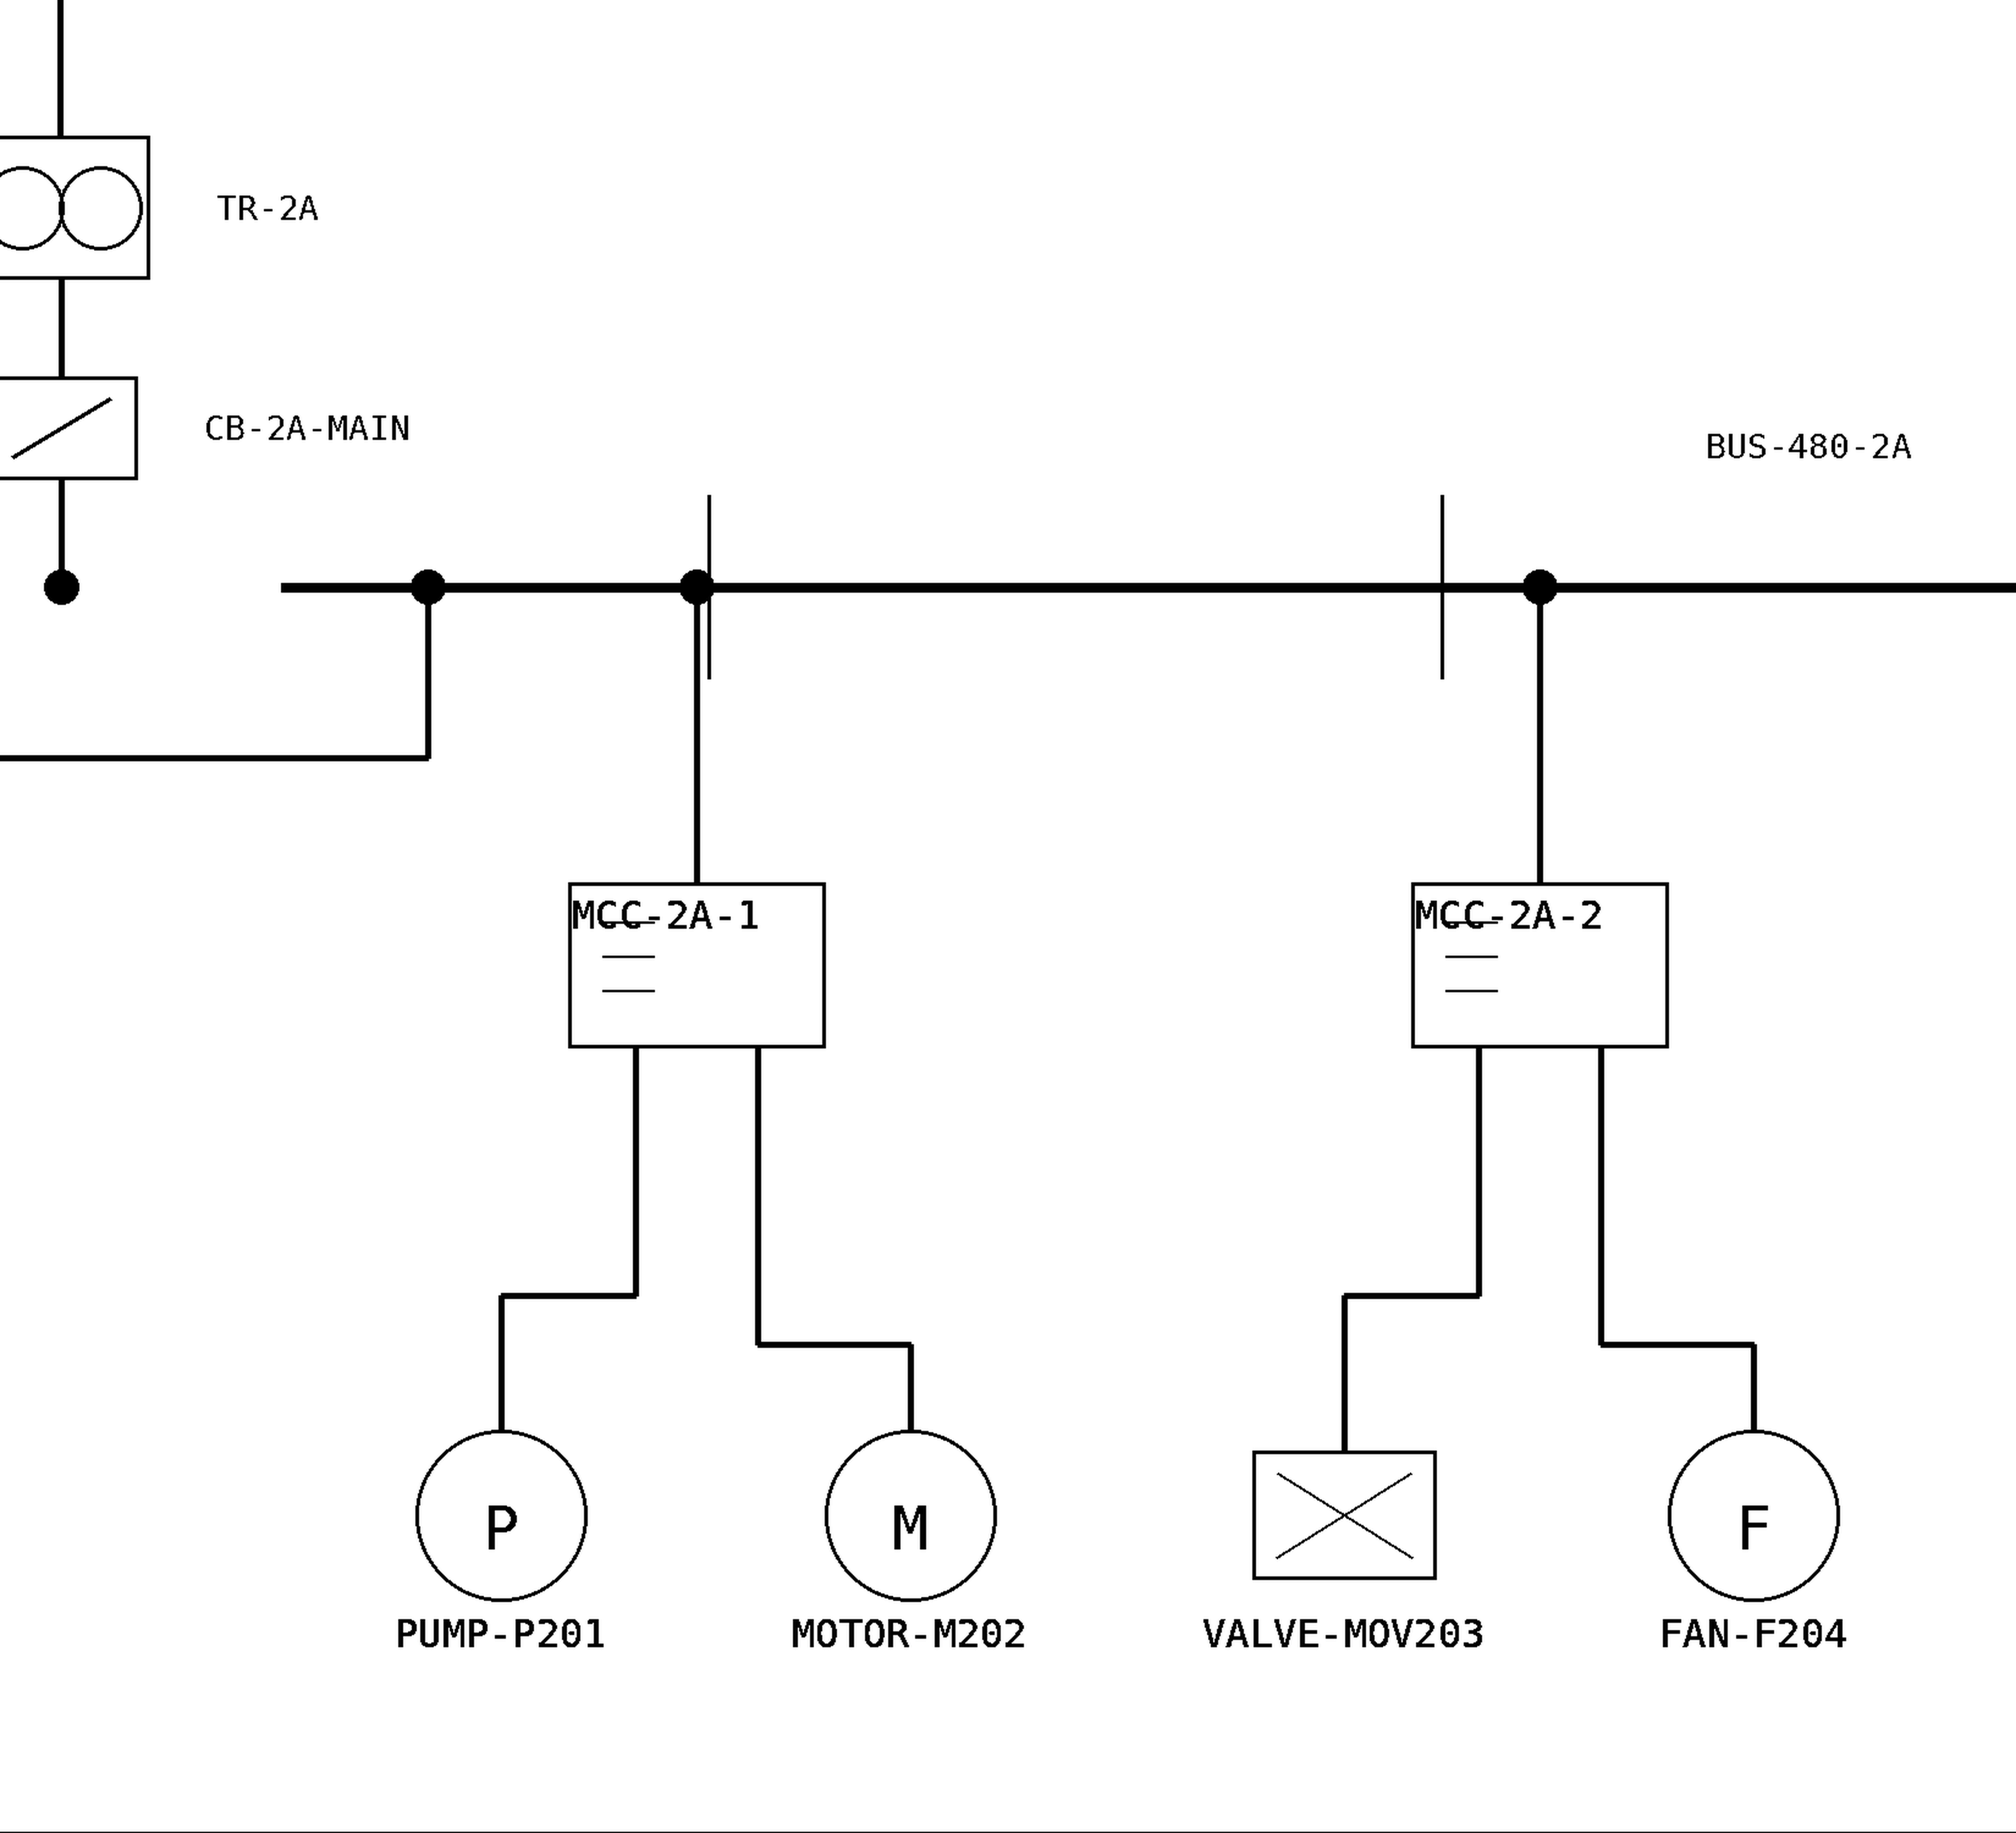 TR-2A
CB-2A-MAIN
BUS-480-2A
MCC-2A-1
MCC-2A-2
P
M
F
PUMP-P201
MOTOR-M202
VALVE-MOV203
FAN-F204